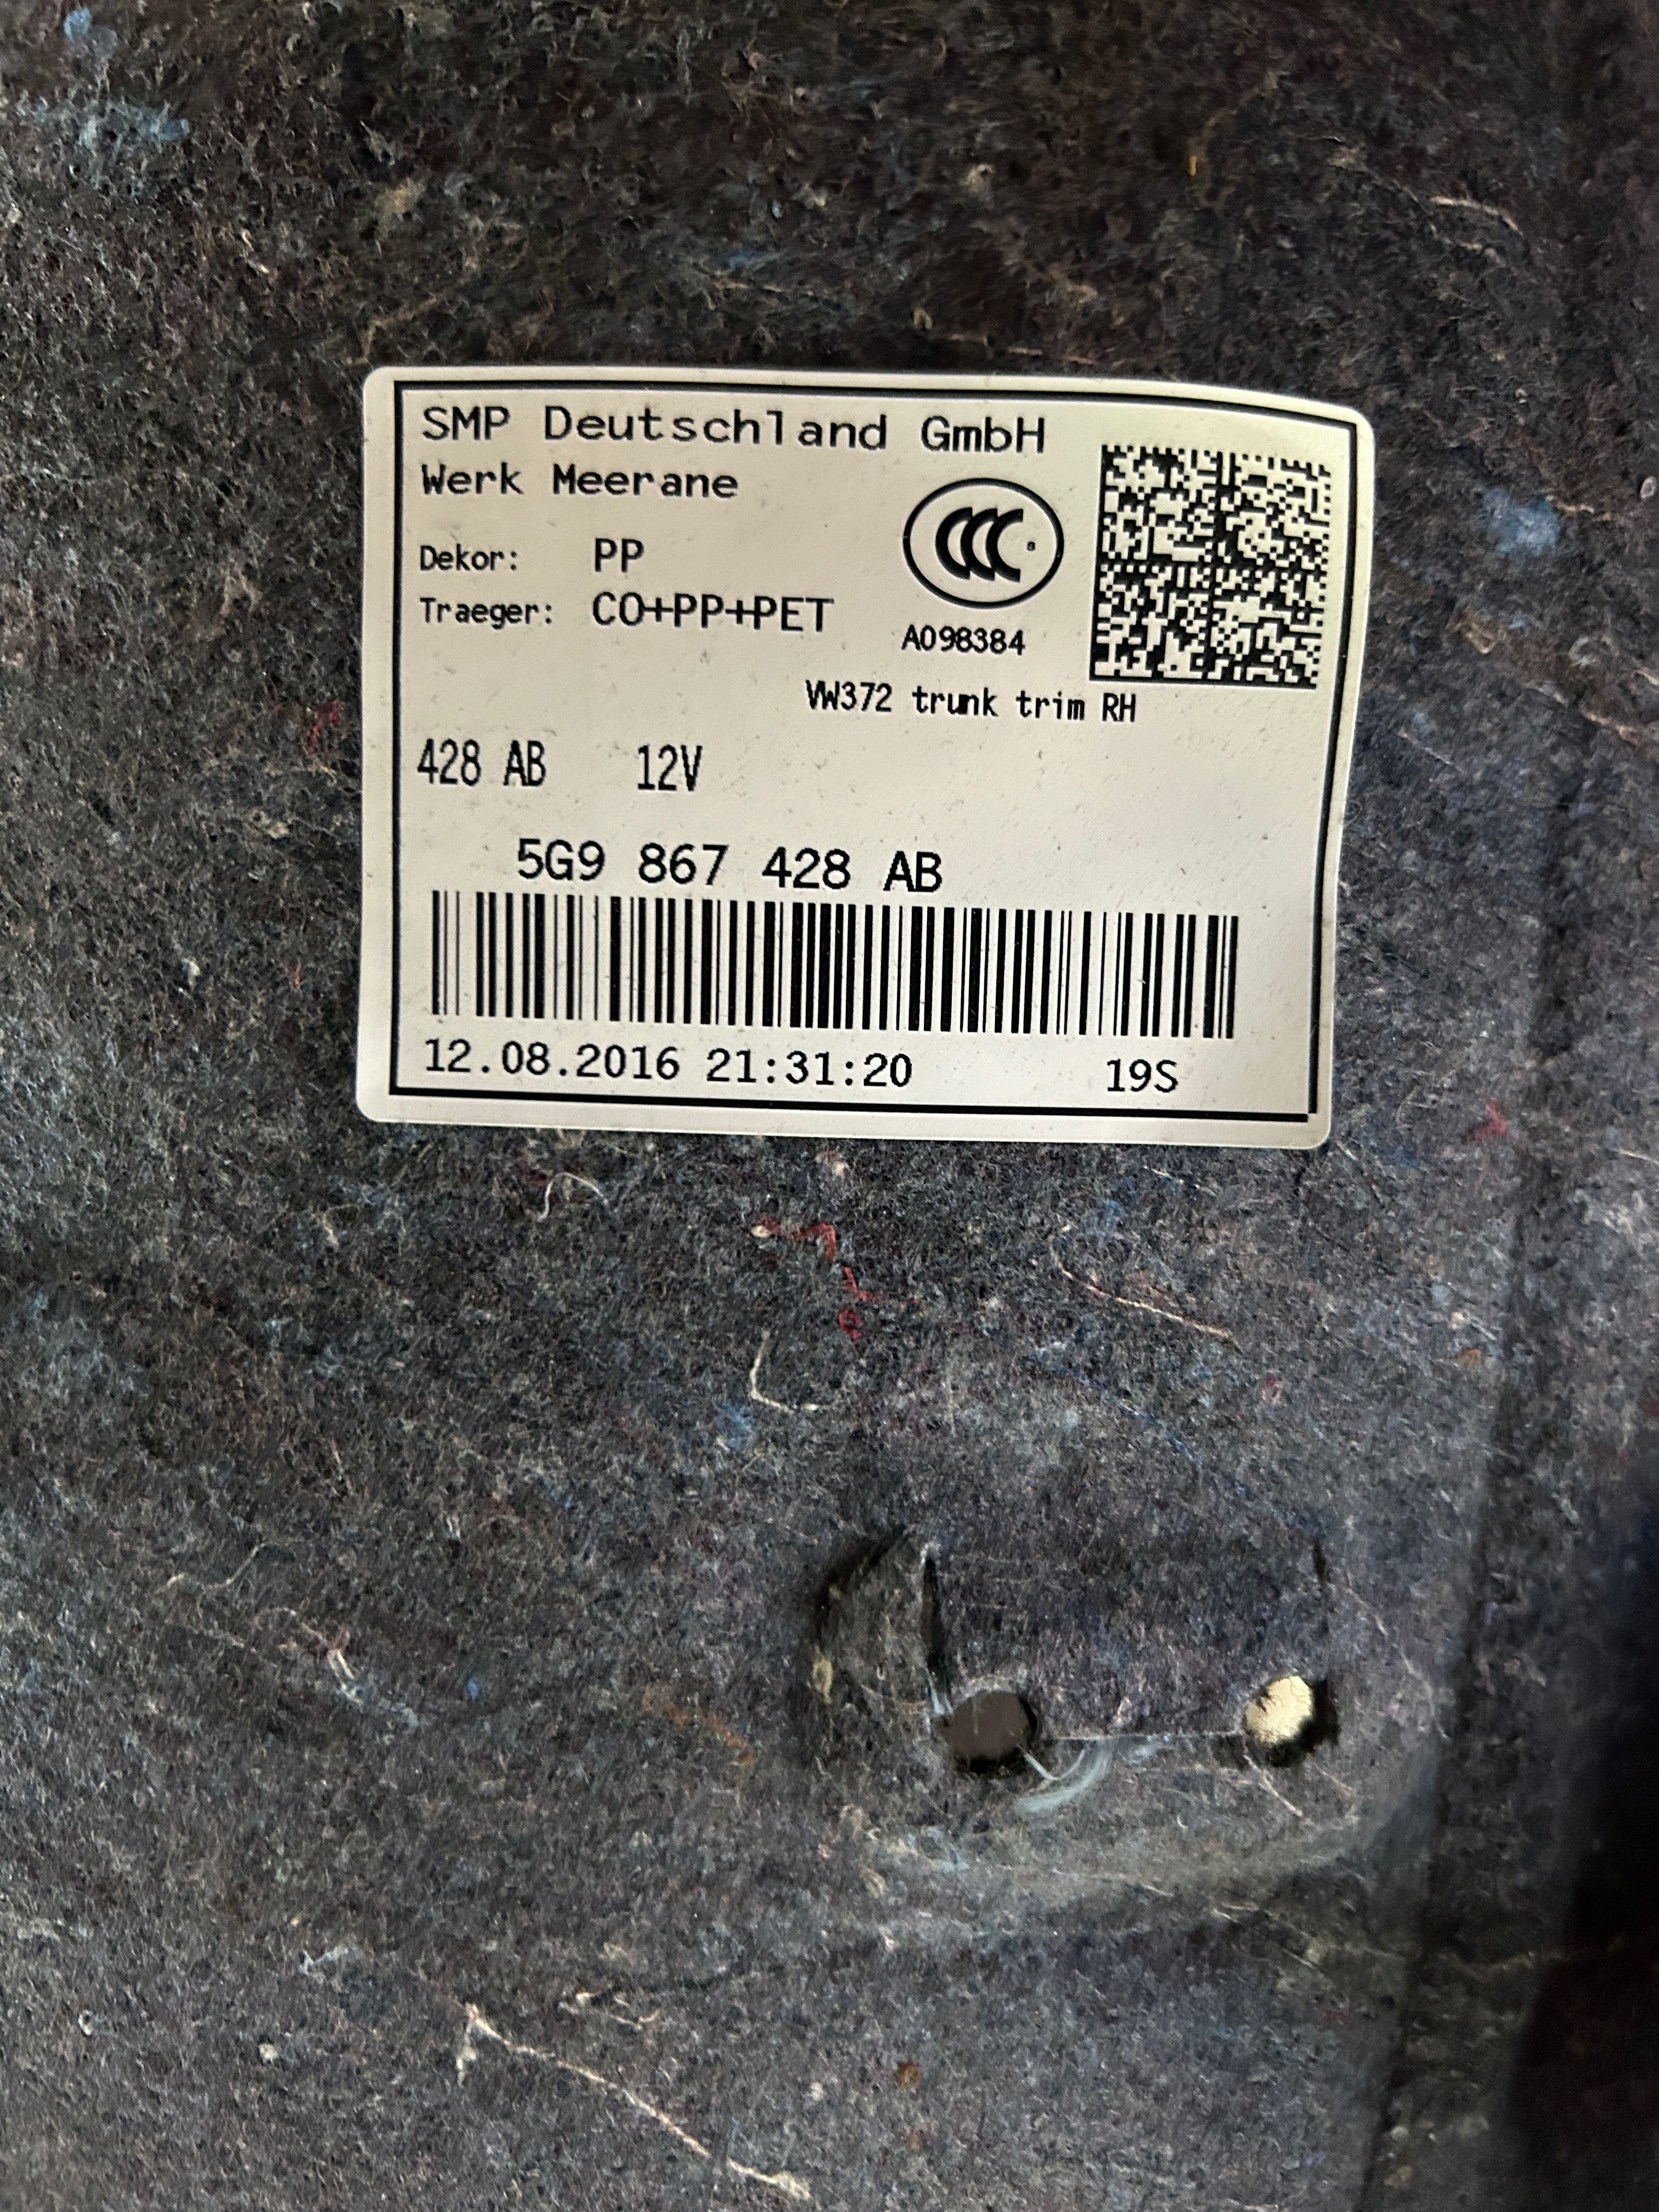 SMP Deutschland GmbH
Werk Meerane
Dekor: PP
Traeger: CO+PP+PET
CCC
A098384
VW372 trunk trim RH
428 AB 12V
5G9 867 428 AB
12.08.2016 21:31:20 19S